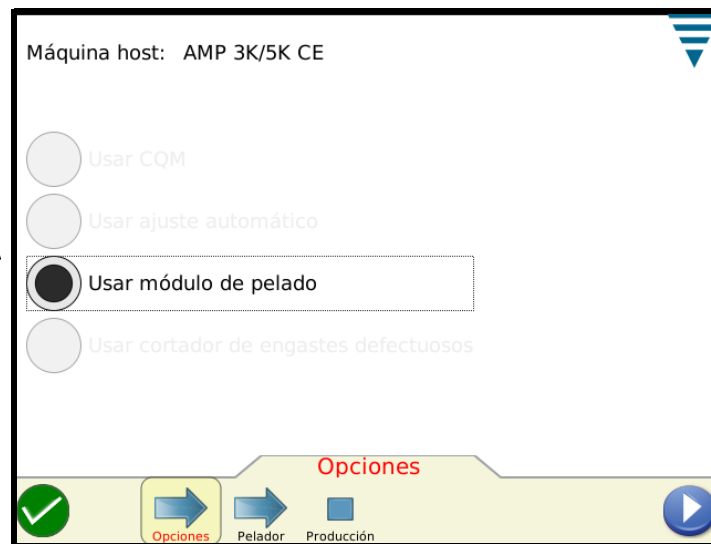 Máquina host: AMP 3K/5K CE
Usar CQM
Usar ajuste automático
Usar módulo de pelado
Usar cortador de engastes defectuosos
Opciones
Opciones Pelador Producción